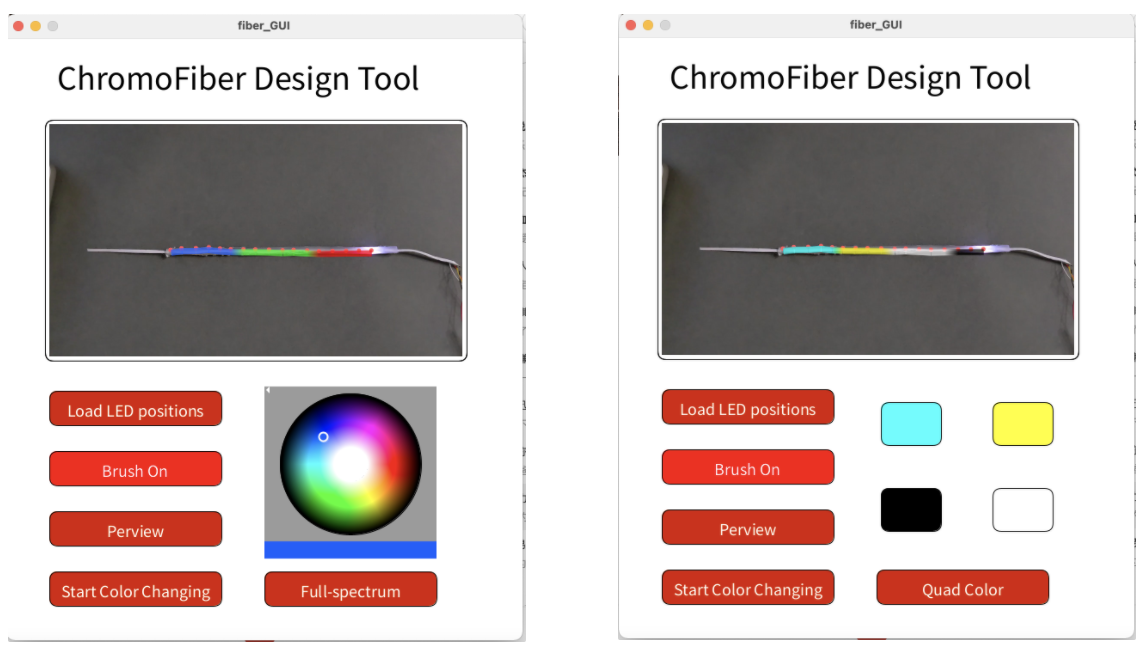 fiber_GUI
ChromoFiber Design Tool
Load LED positions
Brush On
Perview
Start Color Changing
Full-spectrum
fiber_GUI
ChromoFiber Design Tool
Load LED positions
Brush On
Perview
Start Color Changing
Quad Color